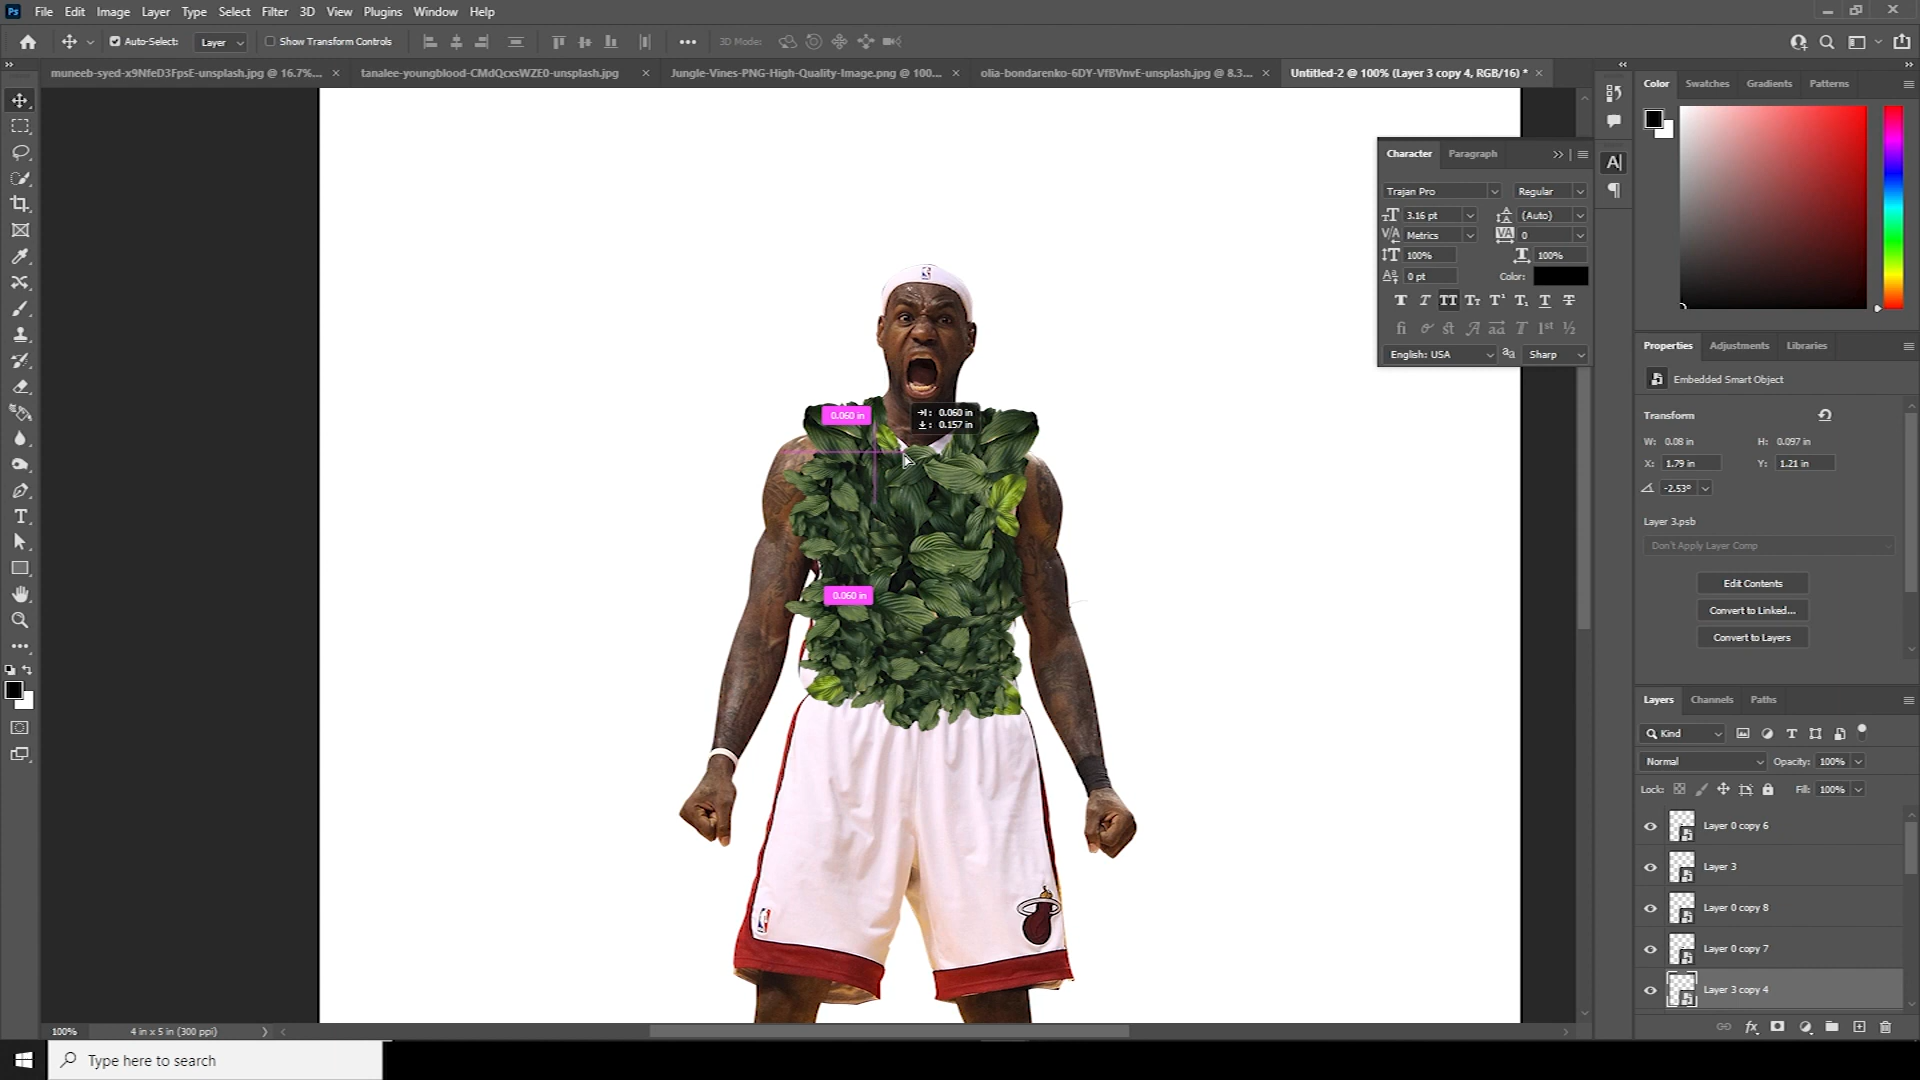 Ps File Edit Image Layer Type Select Filter 3D View Plugins Window Help
Auto-Select: Layer Show Transform Controls 3D Mode:
muneeb-syed-x9NfeD3FpsE-unsplash.jpg @ 16.7%... × tanalee-youngblood-CMdQcxsWZE0-unsplash.jpg × Jungle-Vines-PNG-High-Quality-Image.png @ 100... × olia-bondarenko-6DY-VfBVnvE-unsplash.jpg @ 8.3... × Untitled-2 @ 100% (Layer 3 copy 4, RGB/16) * ×
Color Swatches Gradients Patterns
Character Paragraph
Trajan Pro Regular
3.16 pt (Auto)
Metrics 0
100% 100%
0 pt Color:
English: USA Sharp
0.060 in
0.060 in
0.157 in
0.060 in
Properties Adjustments Libraries
Embedded Smart Object
Transform
W: 0.08 in H: 0.097 in
X: 1.79 in Y: 1.21 in
-2.53°
Layer 3.psb
Don't Apply Layer Comp
Edit Contents
Convert to Linked...
Convert to Layers
Layers Channels Paths
Kind
Normal Opacity: 100%
Lock: Fill: 100%
Layer 0 copy 6
Layer 3
Layer 0 copy 8
Layer 0 copy 7
Layer 3 copy 4
100% 4 in x 5 in (300 ppi)
Type here to search